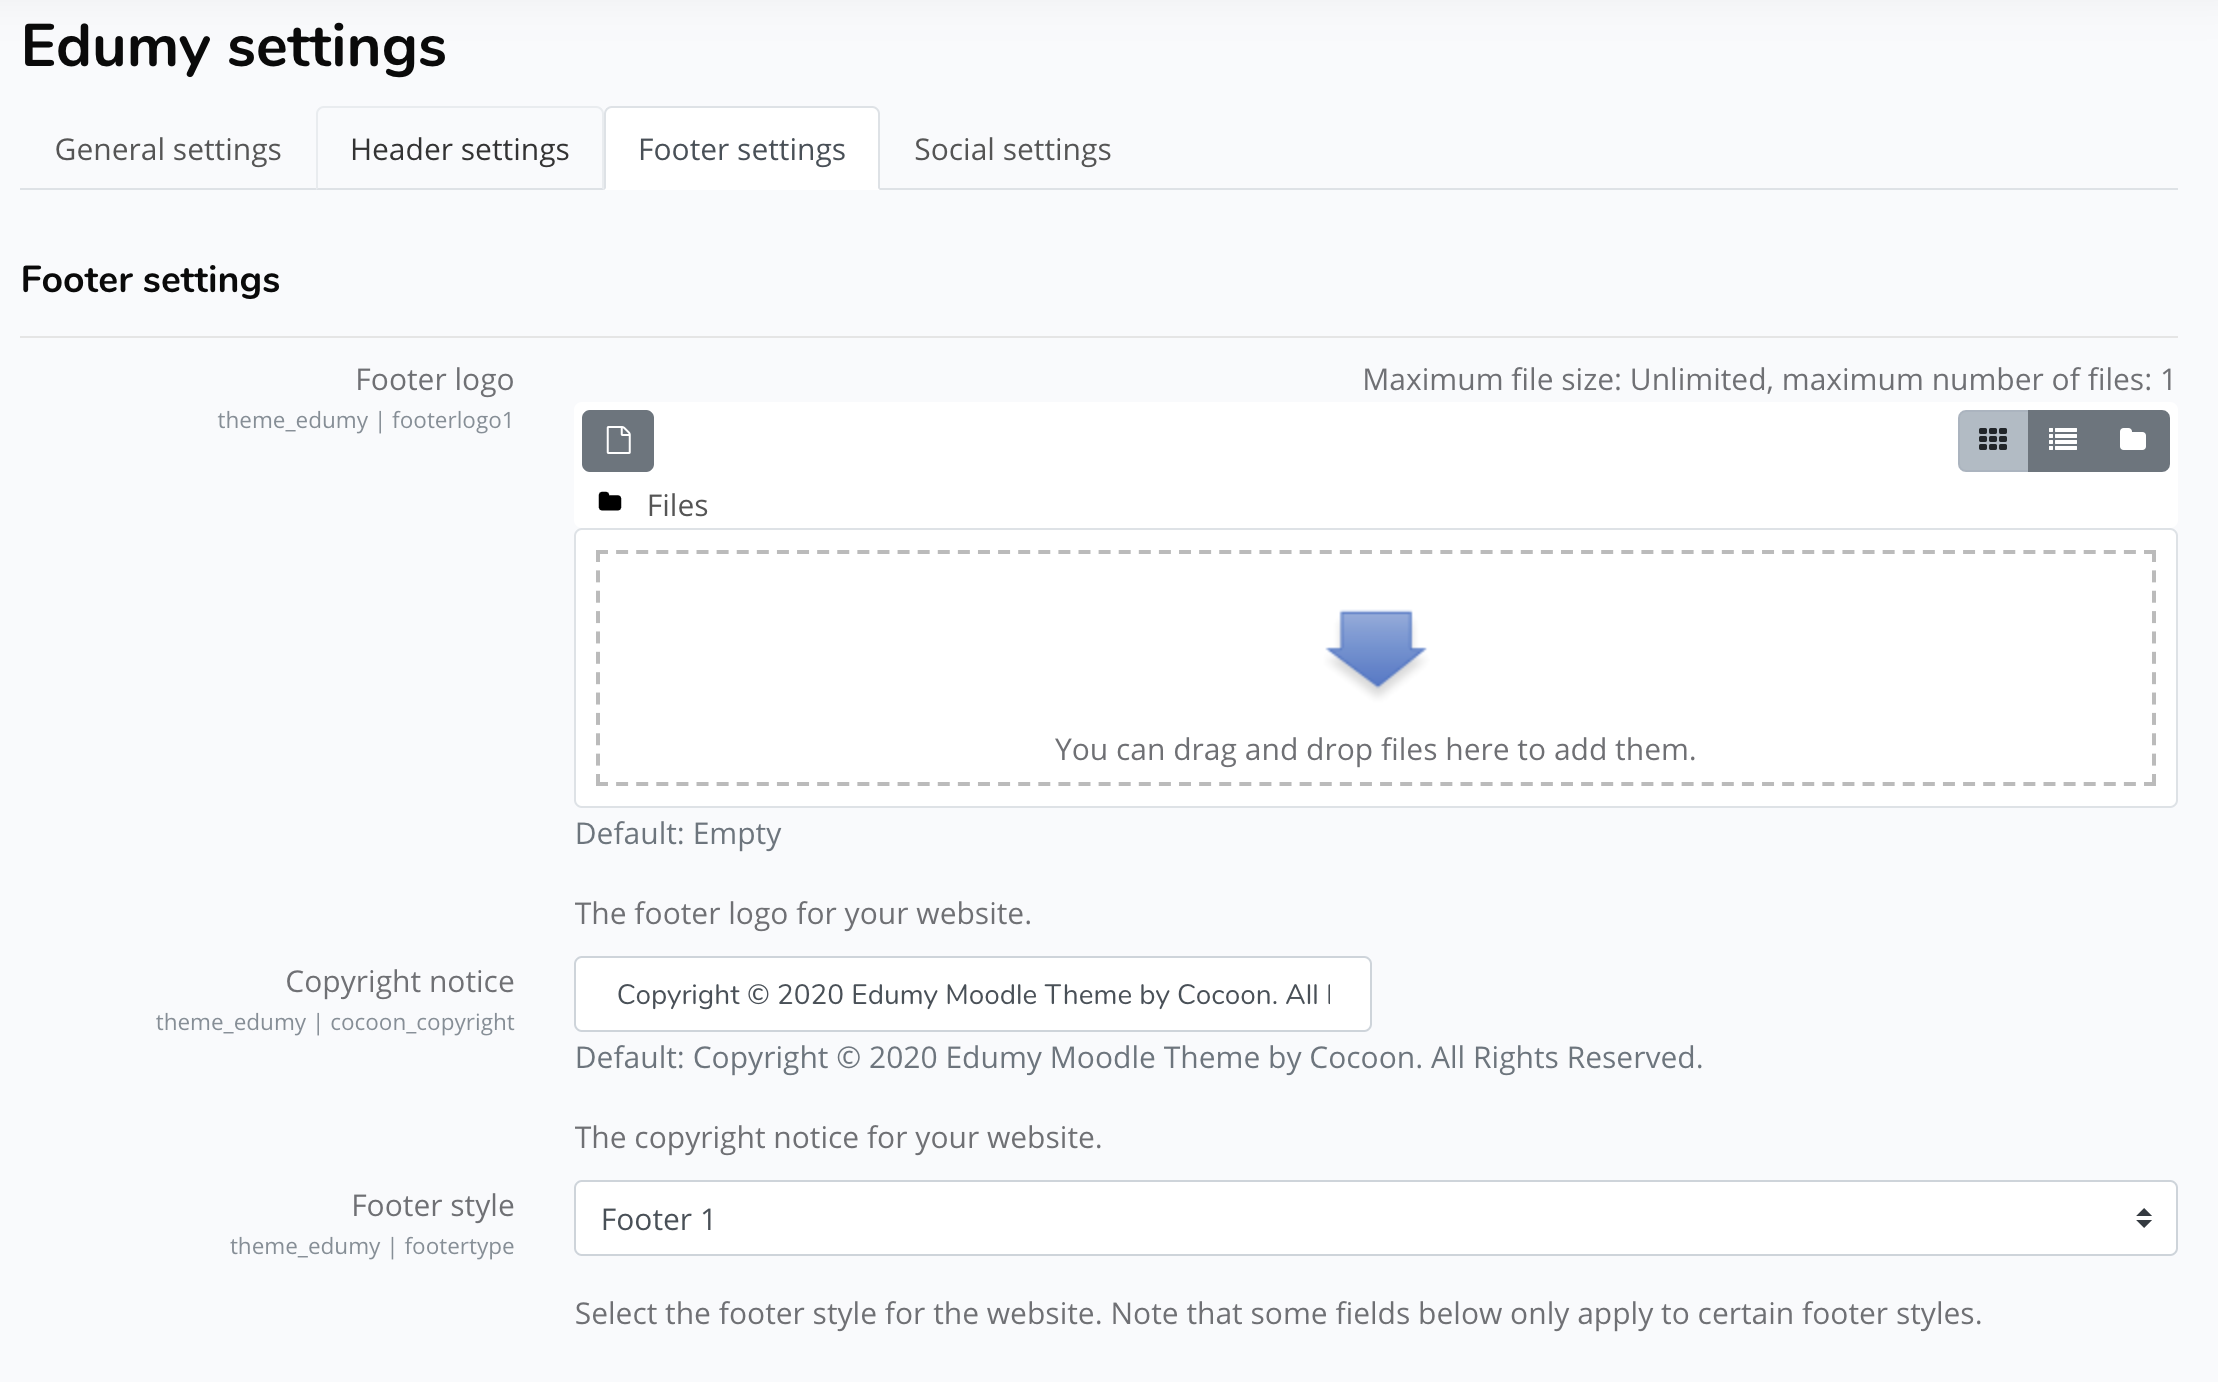 Edumy settings
General settings
Header settings
Footer settings
Social settings
Footer settings
Footer logo
theme_edumy | footerlogo1
Maximum file size: Unlimited, maximum number of files: 1
Files
You can drag and drop files here to add them.
Default: Empty
The footer logo for your website.
Copyright notice
theme_edumy | cocoon_copyright
Copyright © 2020 Edumy Moodle Theme by Cocoon. All
Default: Copyright © 2020 Edumy Moodle Theme by Cocoon. All Rights Reserved.
The copyright notice for your website.
Footer style
theme_edumy | footertype
Footer 1
Select the footer style for the website. Note that some fields below only apply to certain footer styles.